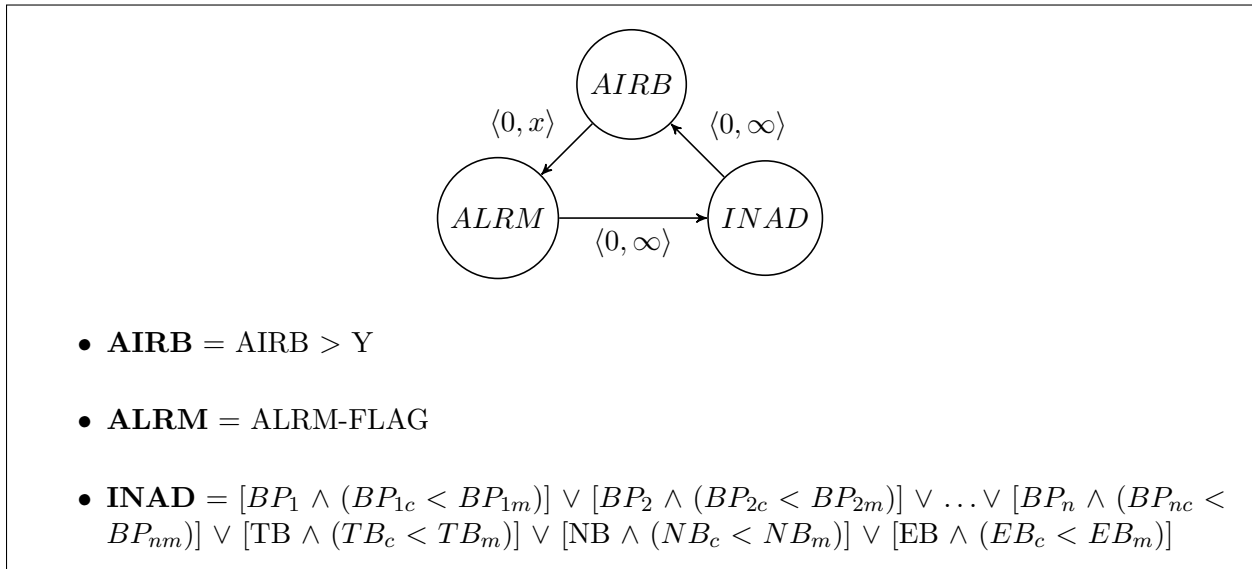 AIRB
⟨0, x⟩
⟨0, ∞⟩
ALRM
INAD
⟨0, ∞⟩
• AIRB = AIRB > Y
• ALRM = ALRM-FLAG
• INAD = [BP₁ ∧ (BP₁c < BP₁m)] ∨ [BP₂ ∧ (BP₂c < BP₂m)] ∨ … ∨ [BPₙ ∧ (BPₙc <
BPₙm)] ∨ [TB ∧ (TBc < TBm)] ∨ [NB ∧ (NBc < NBm)] ∨ [EB ∧ (EBc < EBm)]